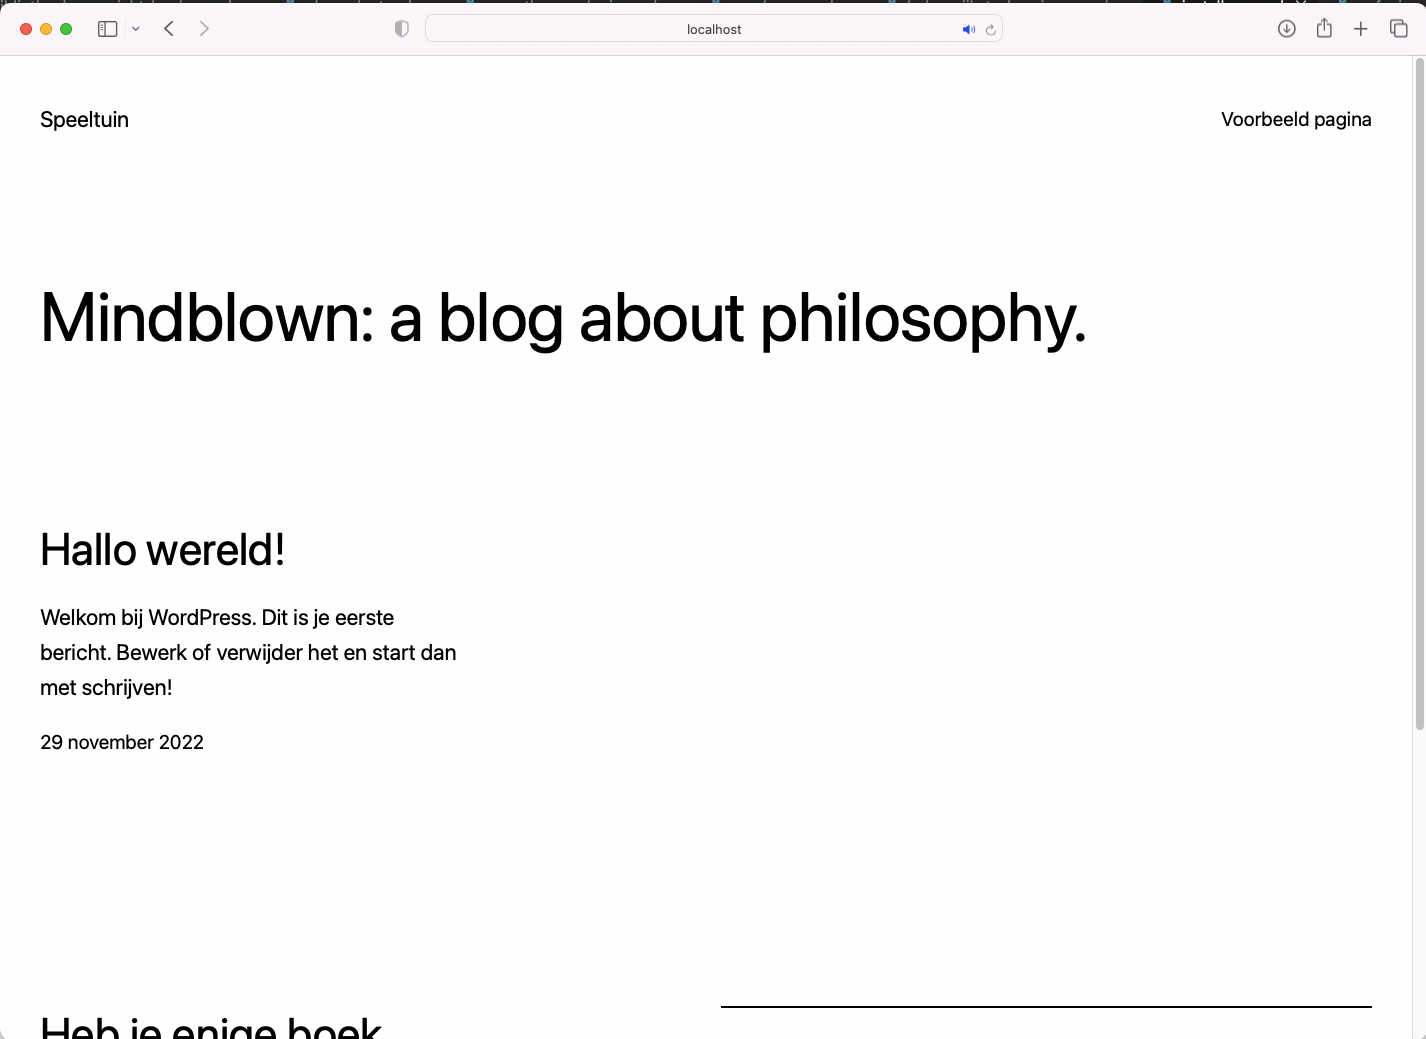 localhost
Speeltuin
Voorbeeld pagina
Mindblown: a blog about philosophy.
Hallo wereld!
Welkom bij WordPress. Dit is je eerste
bericht. Bewerk of verwijder het en start dan
met schrijven!
29 november 2022
Heb je enige boek